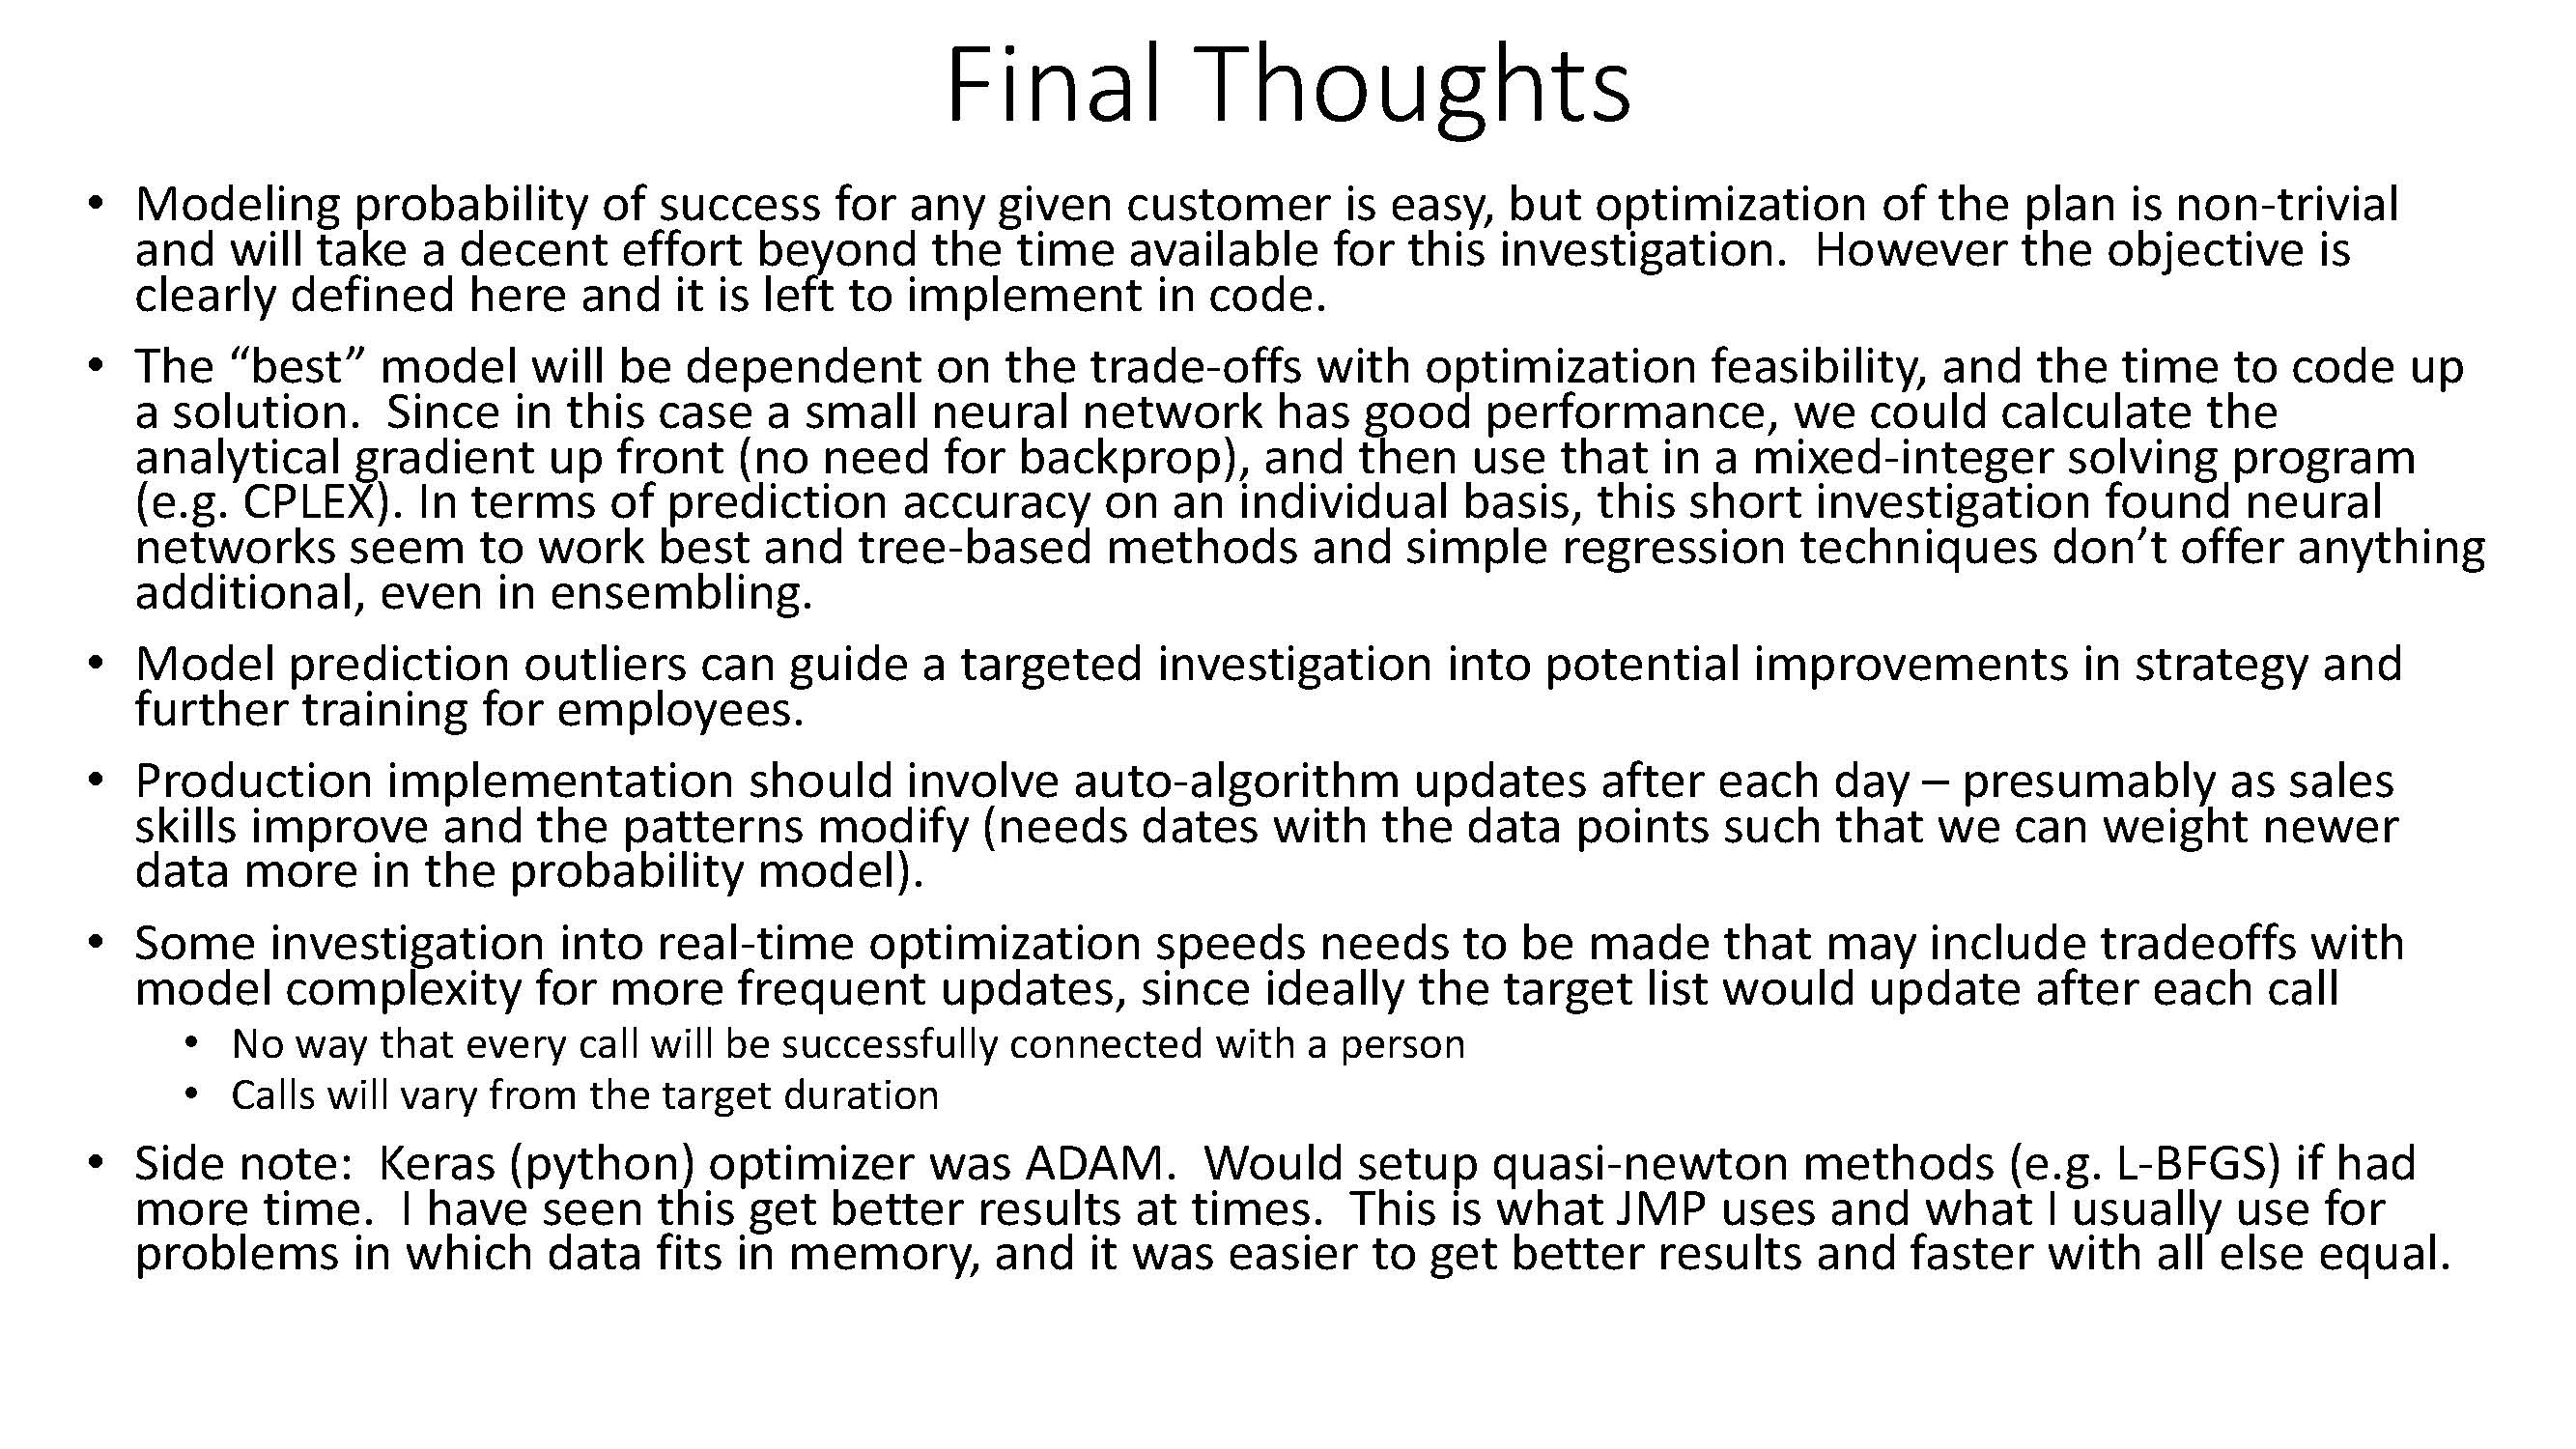 Final Thoughts
• Modeling probability of success for any given customer is easy, but optimization of the plan is non-trivial
and will take a decent effort beyond the time available for this investigation.  However the objective is
clearly defined here and it is left to implement in code.
• The “best” model will be dependent on the trade-offs with optimization feasibility, and the time to code up
a solution.  Since in this case a small neural network has good performance, we could calculate the
analytical gradient up front (no need for backprop), and then use that in a mixed-integer solving program
(e.g. CPLEX). In terms of prediction accuracy on an individual basis, this short investigation found neural
networks seem to work best and tree-based methods and simple regression techniques don’t offer anything
additional, even in ensembling.
• Model prediction outliers can guide a targeted investigation into potential improvements in strategy and
further training for employees.
• Production implementation should involve auto-algorithm updates after each day – presumably as sales
skills improve and the patterns modify (needs dates with the data points such that we can weight newer
data more in the probability model).
• Some investigation into real-time optimization speeds needs to be made that may include tradeoffs with
model complexity for more frequent updates, since ideally the target list would update after each call
• No way that every call will be successfully connected with a person
• Calls will vary from the target duration
• Side note:  Keras (python) optimizer was ADAM.  Would setup quasi-newton methods (e.g. L-BFGS) if had
more time.  I have seen this get better results at times.  This is what JMP uses and what I usually use for
problems in which data fits in memory, and it was easier to get better results and faster with all else equal.